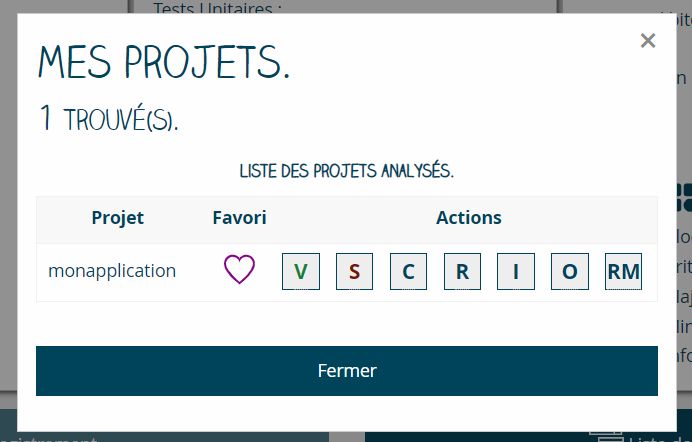 Tests Unitaires :
×
MES PROJETS.
1 TROUVÉ(S).
LISTE DES PROJETS ANALYSÉS.
Projet Favori Actions
monapplication V S C R I O RM
Fermer